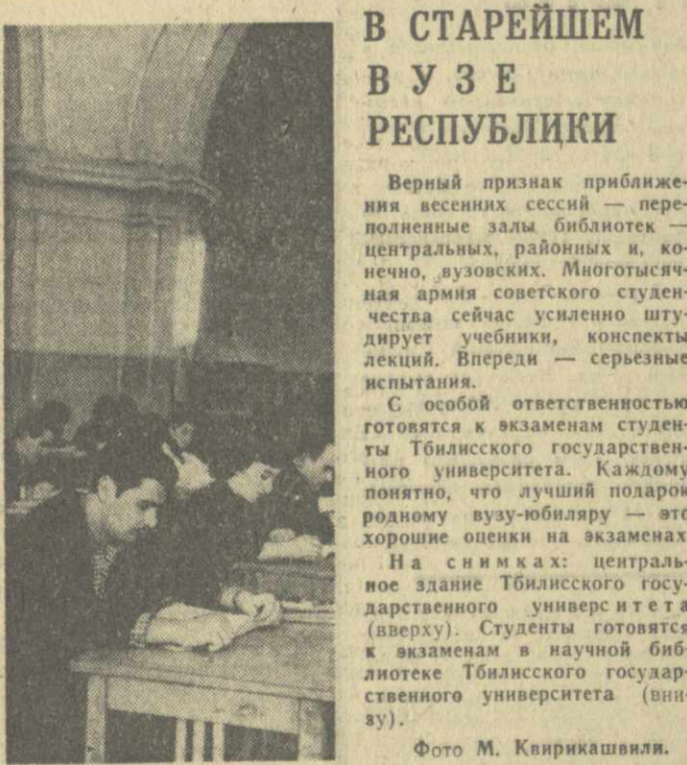 В СТАРЕЙШЕМ
ВУЗЕ
РЕСПУБЛИКИ
Верный признак приближе-
ния весенних сессий — пере-
полненные залы библиотек —
центральных, районных и, ко-
нечно, вузовских. Многотысяч-
ная армия советского студен-
чества сейчас усиленно шту-
дирует учебники, конспекты
лекций. Впереди — серьезные
испытания.
С особой ответственностью
готовятся к экзаменам студен-
ты Тбилисского государствен-
ного университета. Каждому
понятно, что лучший подарок
родному вузу-юбиляру — это
хорошие оценки на экзаменах
На снимках: централь-
ное здание Тбилисского госу-
дарственного университета
(вверху). Студенты готовятся
к экзаменам в научной биб-
лиотеке Тбилисского государ-
ственного университета (вни-
зу).
Фото М. Квирикашвили.